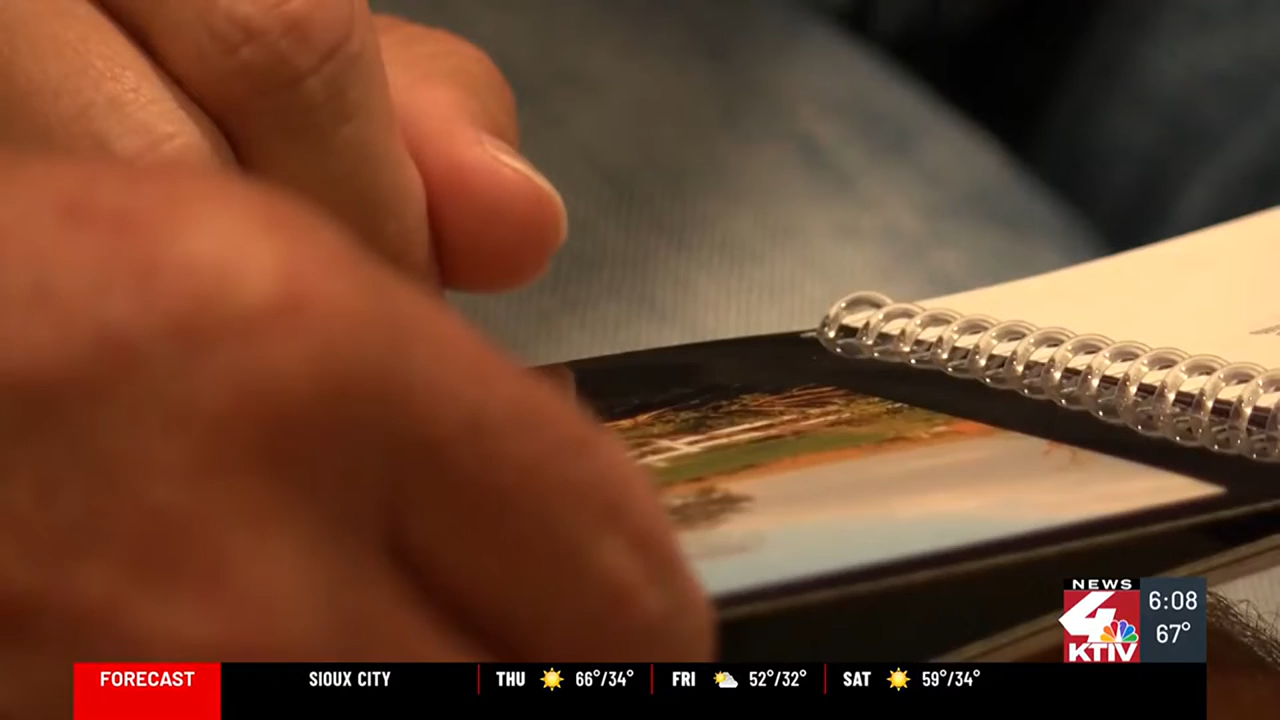 NEWS
4
KTIV
6:08
67°
FORECAST
SIOUX CITY
THU 66°/34°
FRI 52°/32°
SAT 59°/34°